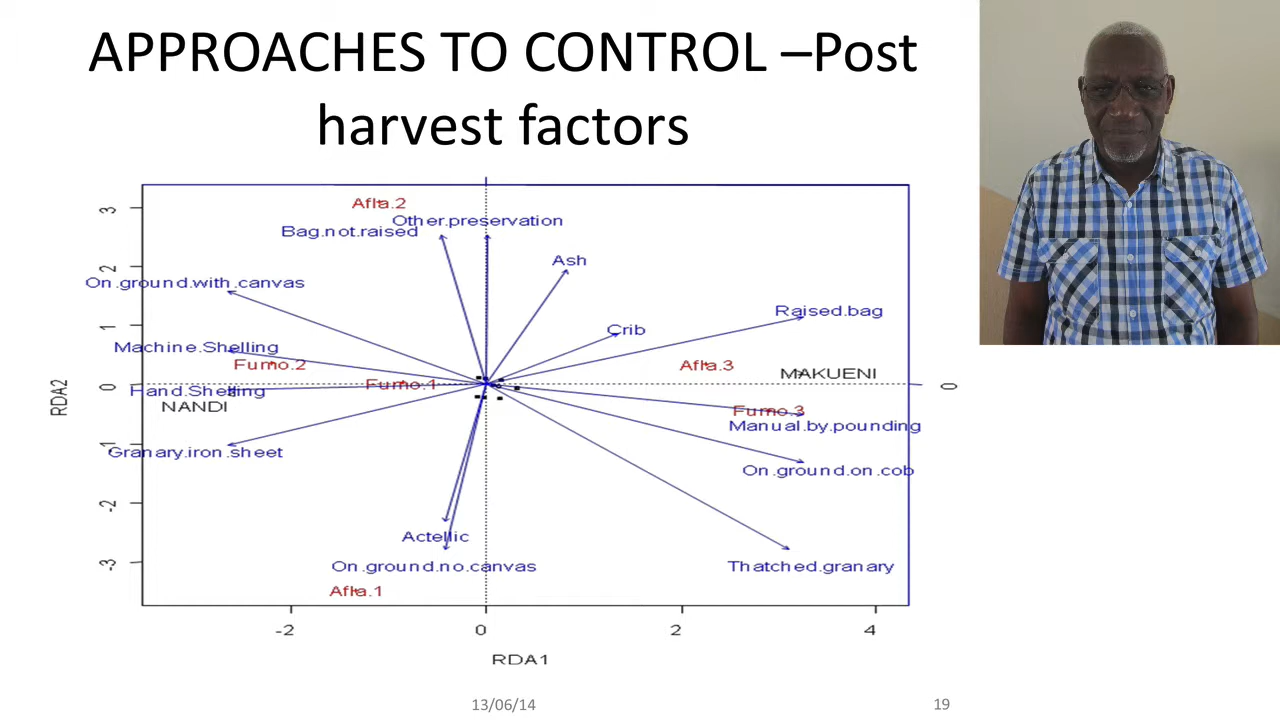 APPROACHES TO CONTROL –Post
harvest factors
Afla.2
Other.preservation
Bag.not.raised
Ash
On.ground.with.canvas
Raised.bag
Crib
Machine.Shelling
Fumo.2
Afla.3
MAKUENI
Fumo.1
Hand.Shelling
NANDI
Fumo.3
Manual.by.pounding
Granary.iron.sheet
On.ground.on.cob
Actellic
On.ground.no.canvas
Thatched.granary
Afla.1
3
2
1
0
-1
-2
-3
RDA2
0
-2
0
2
4
RDA1
13/06/14
19